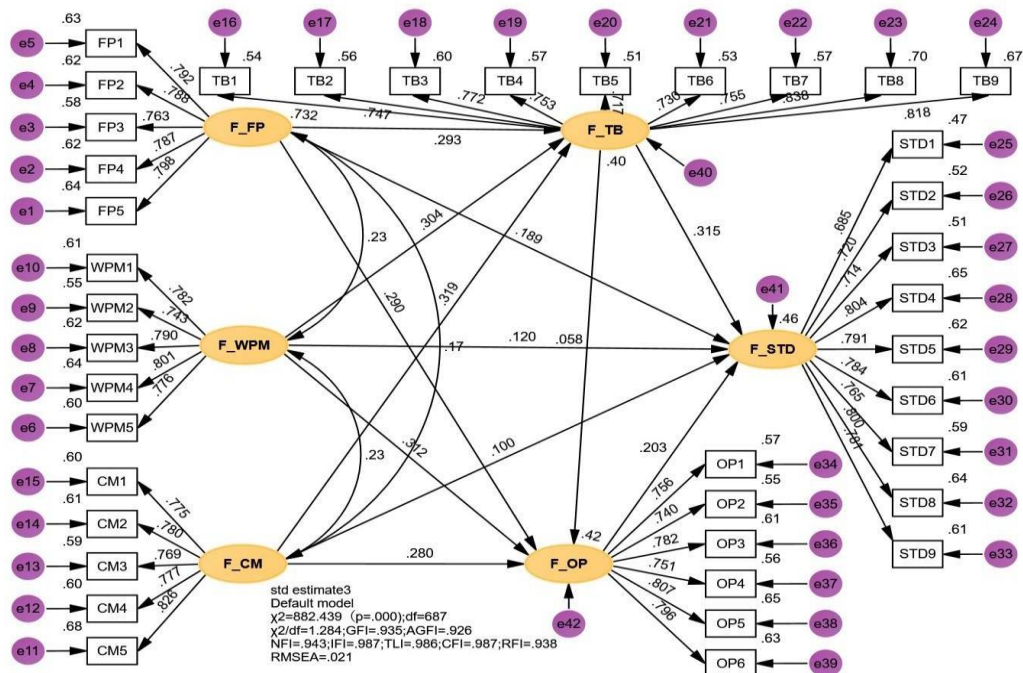 .63
e5
FP1
.62
e4
FP2
.58
e3
FP3
.62
e2
FP4
.64
e1
FP5
.792
.788
.763
.787
.798
F_FP
e16
e17
e18
e19
e20
e21
e22
e23
e24
.54
.56
.60
.57
.51
.53
.57
.70
.67
TB1
TB2
TB3
TB4
TB5
TB6
TB7
TB8
TB9
.732
.747
.772
.753
.717
.730
.755
.838
.818
F_TB
.293
.40
e40
.61
e10
WPM1
.55
e9
WPM2
.62
e8
WPM3
.64
e7
WPM4
.60
e6
WPM5
.782
.743
.790
.801
.776
F_WPM
.304
.23
.189
.290
.319
.315
.17
.120
.058
e41
.46
F_STD
.47
STD1
e25
.52
STD2
e26
.51
STD3
e27
.65
STD4
e28
.62
STD5
e29
.61
STD6
e30
.59
STD7
e31
.64
STD8
e32
.61
STD9
e33
.685
.720
.714
.804
.791
.784
.765
.800
.781
.60
e15
CM1
.61
e14
CM2
.59
e13
CM3
.60
e12
CM4
.68
e11
CM5
.775
.780
.769
.777
.826
F_CM
.312
.23
.100
.203
.280
.42
F_OP
e42
.57
OP1
e34
.55
OP2
e35
.61
OP3
e36
.56
OP4
e37
.65
OP5
e38
.63
OP6
e39
.756
.740
.782
.751
.807
.796
std estimate3
Default model
χ2=882.439（p=.000);df=687
χ2/df=1.284;GFI=.935;AGFI=.926
NFI=.943;IFI=.987;TLI=.986;CFI=.987;RFI=.938
RMSEA=.021